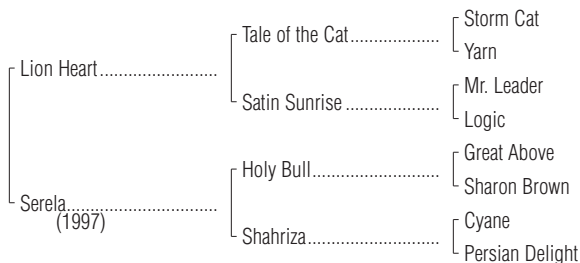 Storm Cat
Tale of the Cat....................
Yarn
Lion Heart..........................
Mr. Leader
Satin Sunrise .....................
Logic
Great Above
Holy Bull............................
Sharon Brown
Serela.................................
(1997)
Cyane
Shahriza.............................
Persian Delight